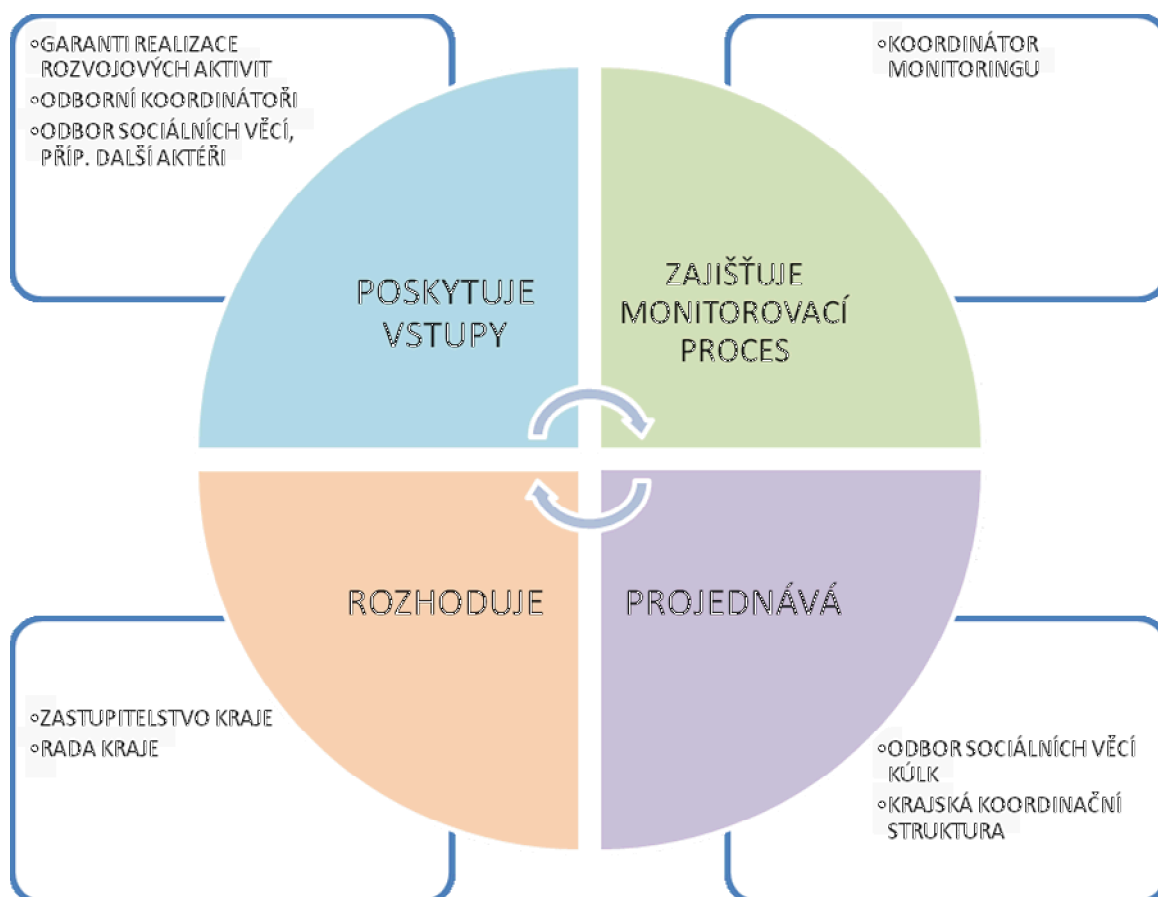 ◦GARANTI REALIZACE
ROZVOJOVÝCH AKTIVIT
◦ODBORNÍ KOORDINÁTOŘI
◦ODBOR SOCIÁLNÍCH VĚCÍ,
PŘÍP. DALŠÍ AKTÉŘI
◦KOORDINÁTOR
MONITORINGU
POSKYTUJE
VSTUPY
ZAJIŠŤUJE
MONITOROVACÍ
PROCES
ROZHODUJE
PROJEDNÁVÁ
◦ZASTUPITELSTVO KRAJE
◦RADA KRAJE
◦ODBOR SOCIÁLNÍCH VĚCÍ
KÚLK
◦KRAJSKÁ KOORDINAČNÍ
STRUKTURA